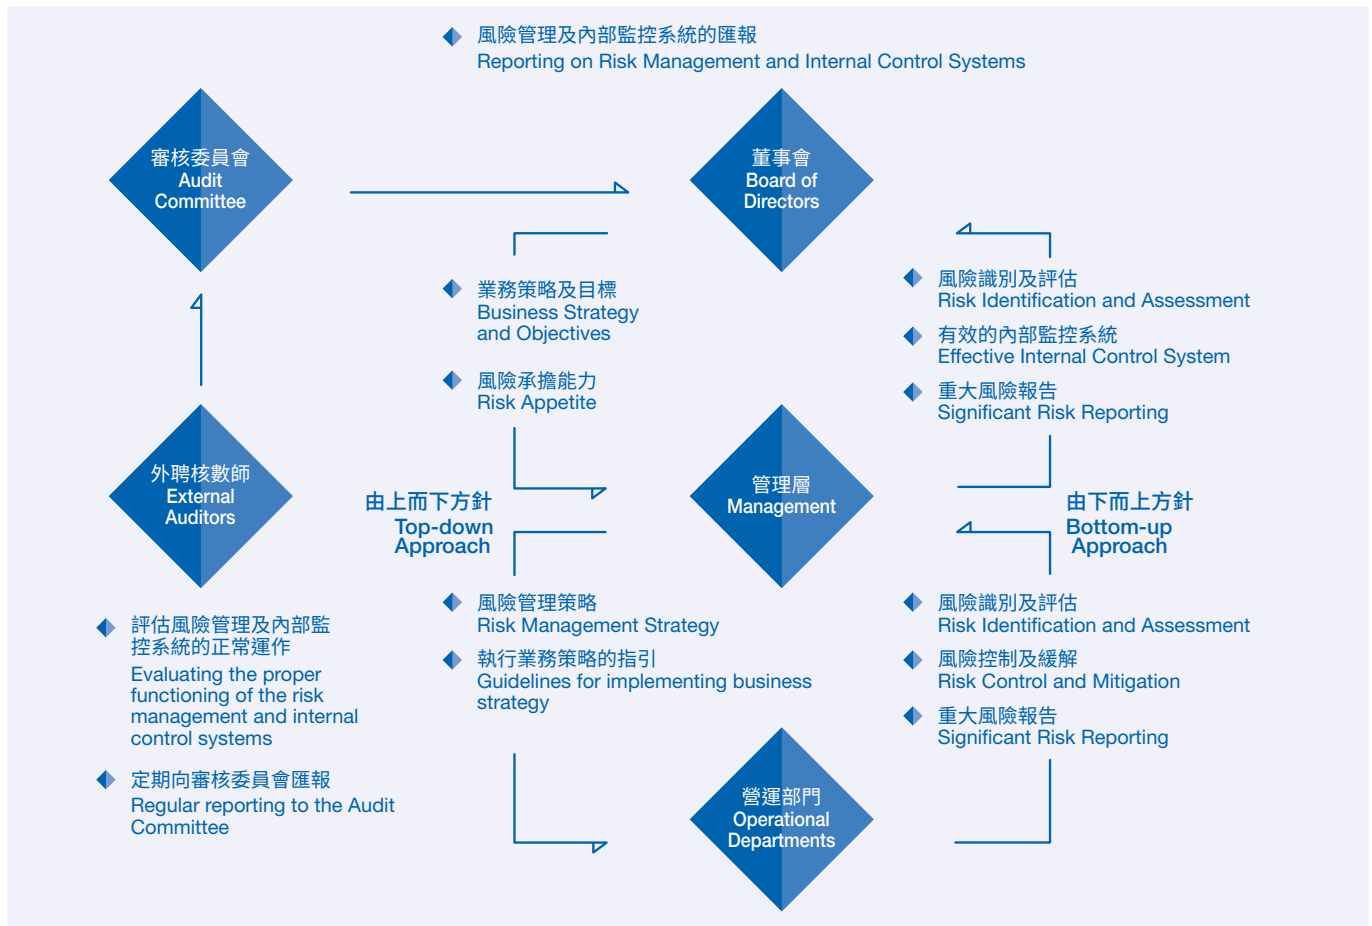 風險管理及內部監控系統的匯報
Reporting on Risk Management and Internal Control Systems
審核委員會
Audit
Committee
董事會
Board of
Directors
業務策略及目標
Business Strategy
and Objectives
風險承擔能力
Risk Appetite
風險識別及評估
Risk Identification and Assessment
有效的內部監控系統
Effective Internal Control System
重大風險報告
Significant Risk Reporting
外聘核數師
External
Auditors
由上而下方針
Top-down
Approach
管理層
Management
由下而上方針
Bottom-up
Approach
評估風險管理及內部監
控系統的正常運作
Evaluating the proper
functioning of the risk
management and internal
control systems
定期向審核委員會匯報
Regular reporting to the Audit
Committee
風險管理策略
Risk Management Strategy
執行業務策略的指引
Guidelines for implementing business
strategy
風險識別及評估
Risk Identification and Assessment
風險控制及緩解
Risk Control and Mitigation
重大風險報告
Significant Risk Reporting
營運部門
Operational
Departments